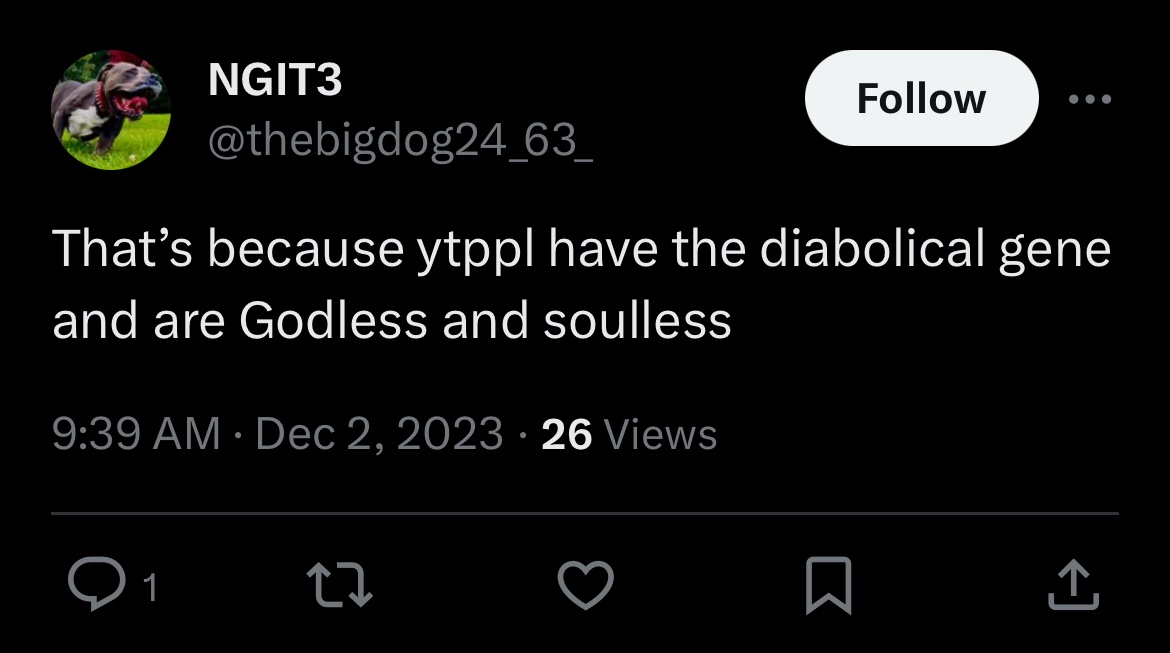 NGIT3
Follow
@thebigdog24_63_
That’s because ytppl have the diabolical gene
and are Godless and soulless
9:39 AM · Dec 2, 2023 · 26 Views
1